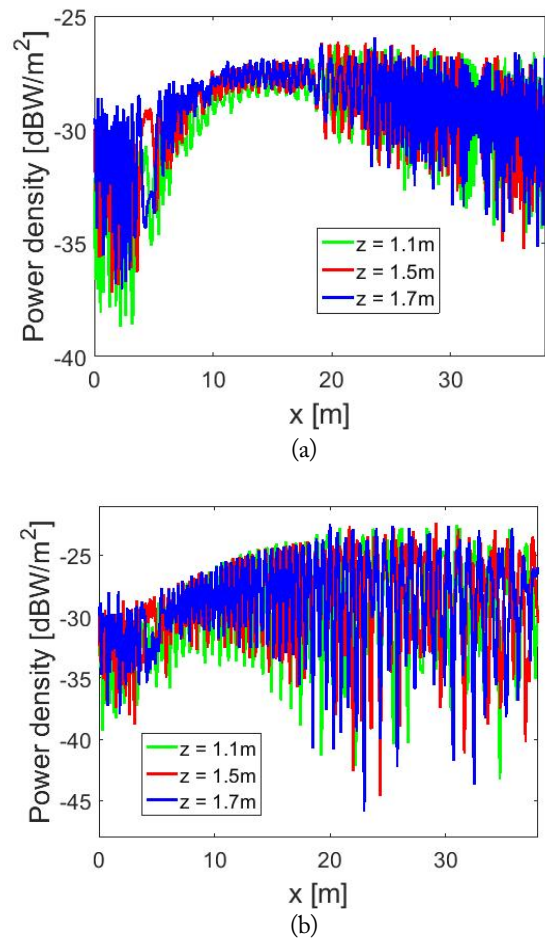 -25
-30
-35
-40
Power density [dBW/m²]
z = 1.1m
z = 1.5m
z = 1.7m
0 10 20 30
x [m]
(a)
-25
-30
-35
-40
-45
Power density [dBW/m²]
z = 1.1m
z = 1.5m
z = 1.7m
0 10 20 30
x [m]
(b)